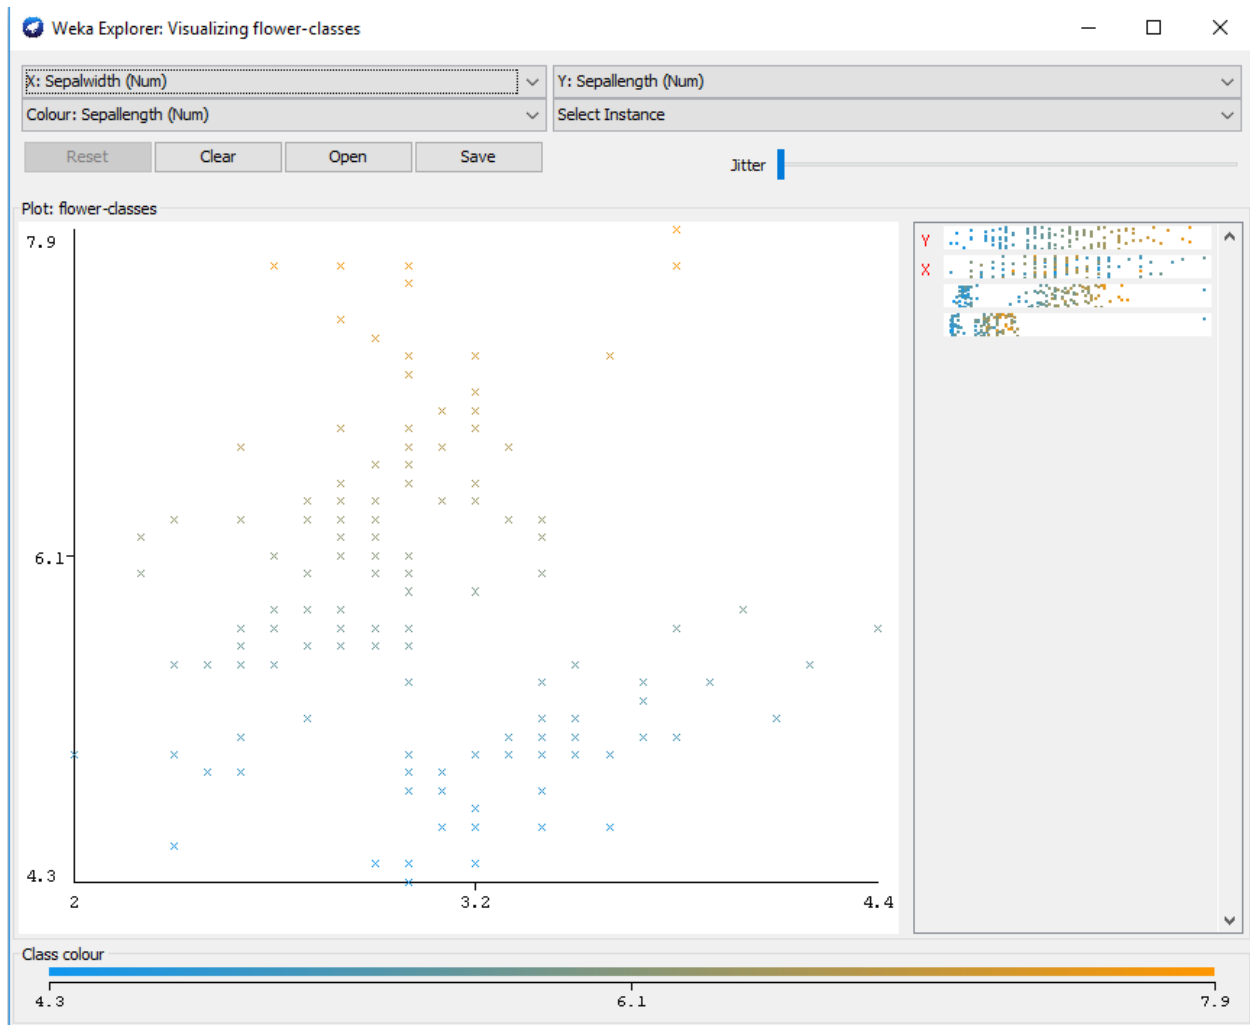 Weka Explorer: Visualizing flower-classes
X: Sepalwidth (Num)
Y: Sepallength (Num)
Colour: Sepallength (Num)
Select Instance
Reset
Clear
Open
Save
Jitter
Plot: flower-classes
7.9
6.1
4.3
2
3.2
4.4
Y
X
Class colour
4.3
6.1
7.9